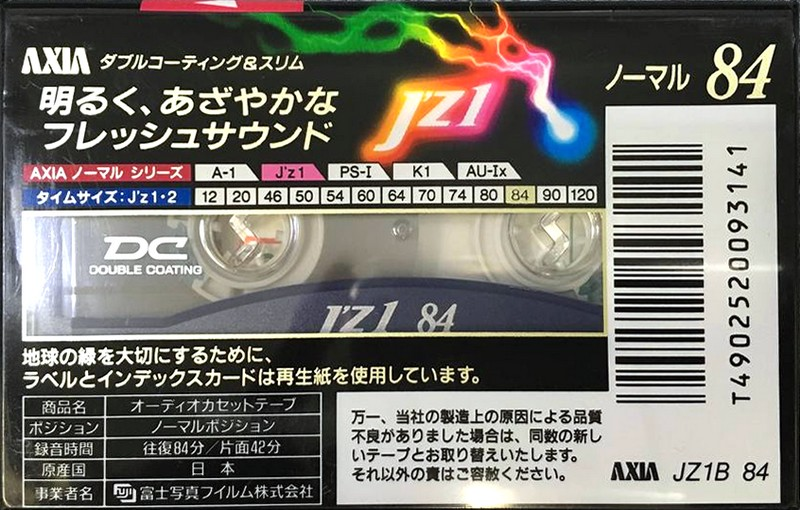 AXIA ダブルコーティング&スリム
ノーマル 84
明るく、あざやかな
フレッシュサウンド
J'Z1
AXIA ノーマル シリーズ A-1 J'z1 PS-I K1 AU-Ix
タイムサイズ:J'z1・2 12 20 46 50 54 60 64 70 74 80 84 90 120
DC
DOUBLE COATING
J'Z1 84
T4902520093141
地球の緑を大切にするために、
ラベルとインデックスカードは再生紙を使用しています。
商品名 オーディオカセットテープ
ポジション ノーマルポジション
録音時間 往復84分/片面42分
原産国 日本
事業者名 富士写真フイルム株式会社
万一、当社の製造上の原因による品質
不良がありました場合は、同数の新し
いテープとお取り替えいたします。
それ以外の責はご容赦ください。
AXIA JZ1B 84